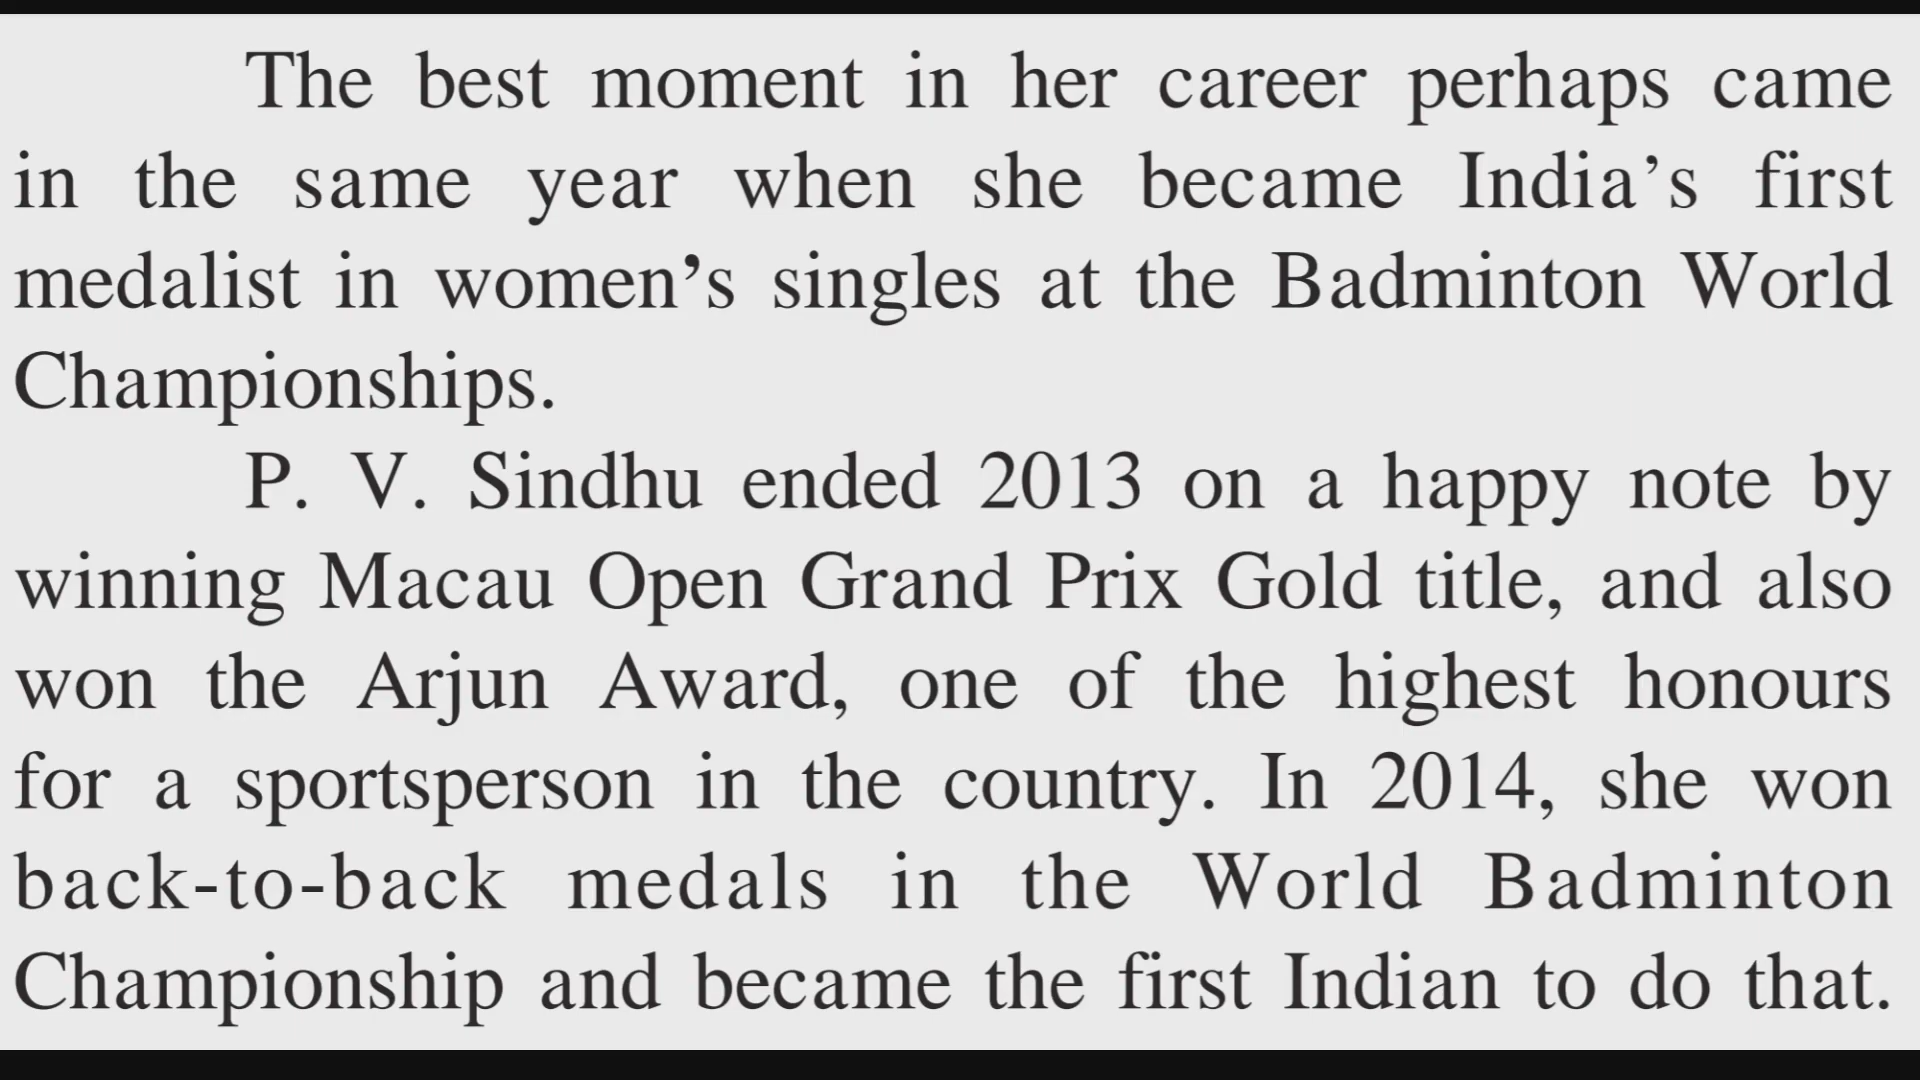 The best moment in her career perhaps came
in the same year when she became India’s first
medalist in women’s singles at the Badminton World
Championships.
P. V. Sindhu ended 2013 on a happy note by
winning Macau Open Grand Prix Gold title, and also
won the Arjun Award, one of the highest honours
for a sportsperson in the country. In 2014, she won
back-to-back medals in the World Badminton
Championship and became the first Indian to do that.